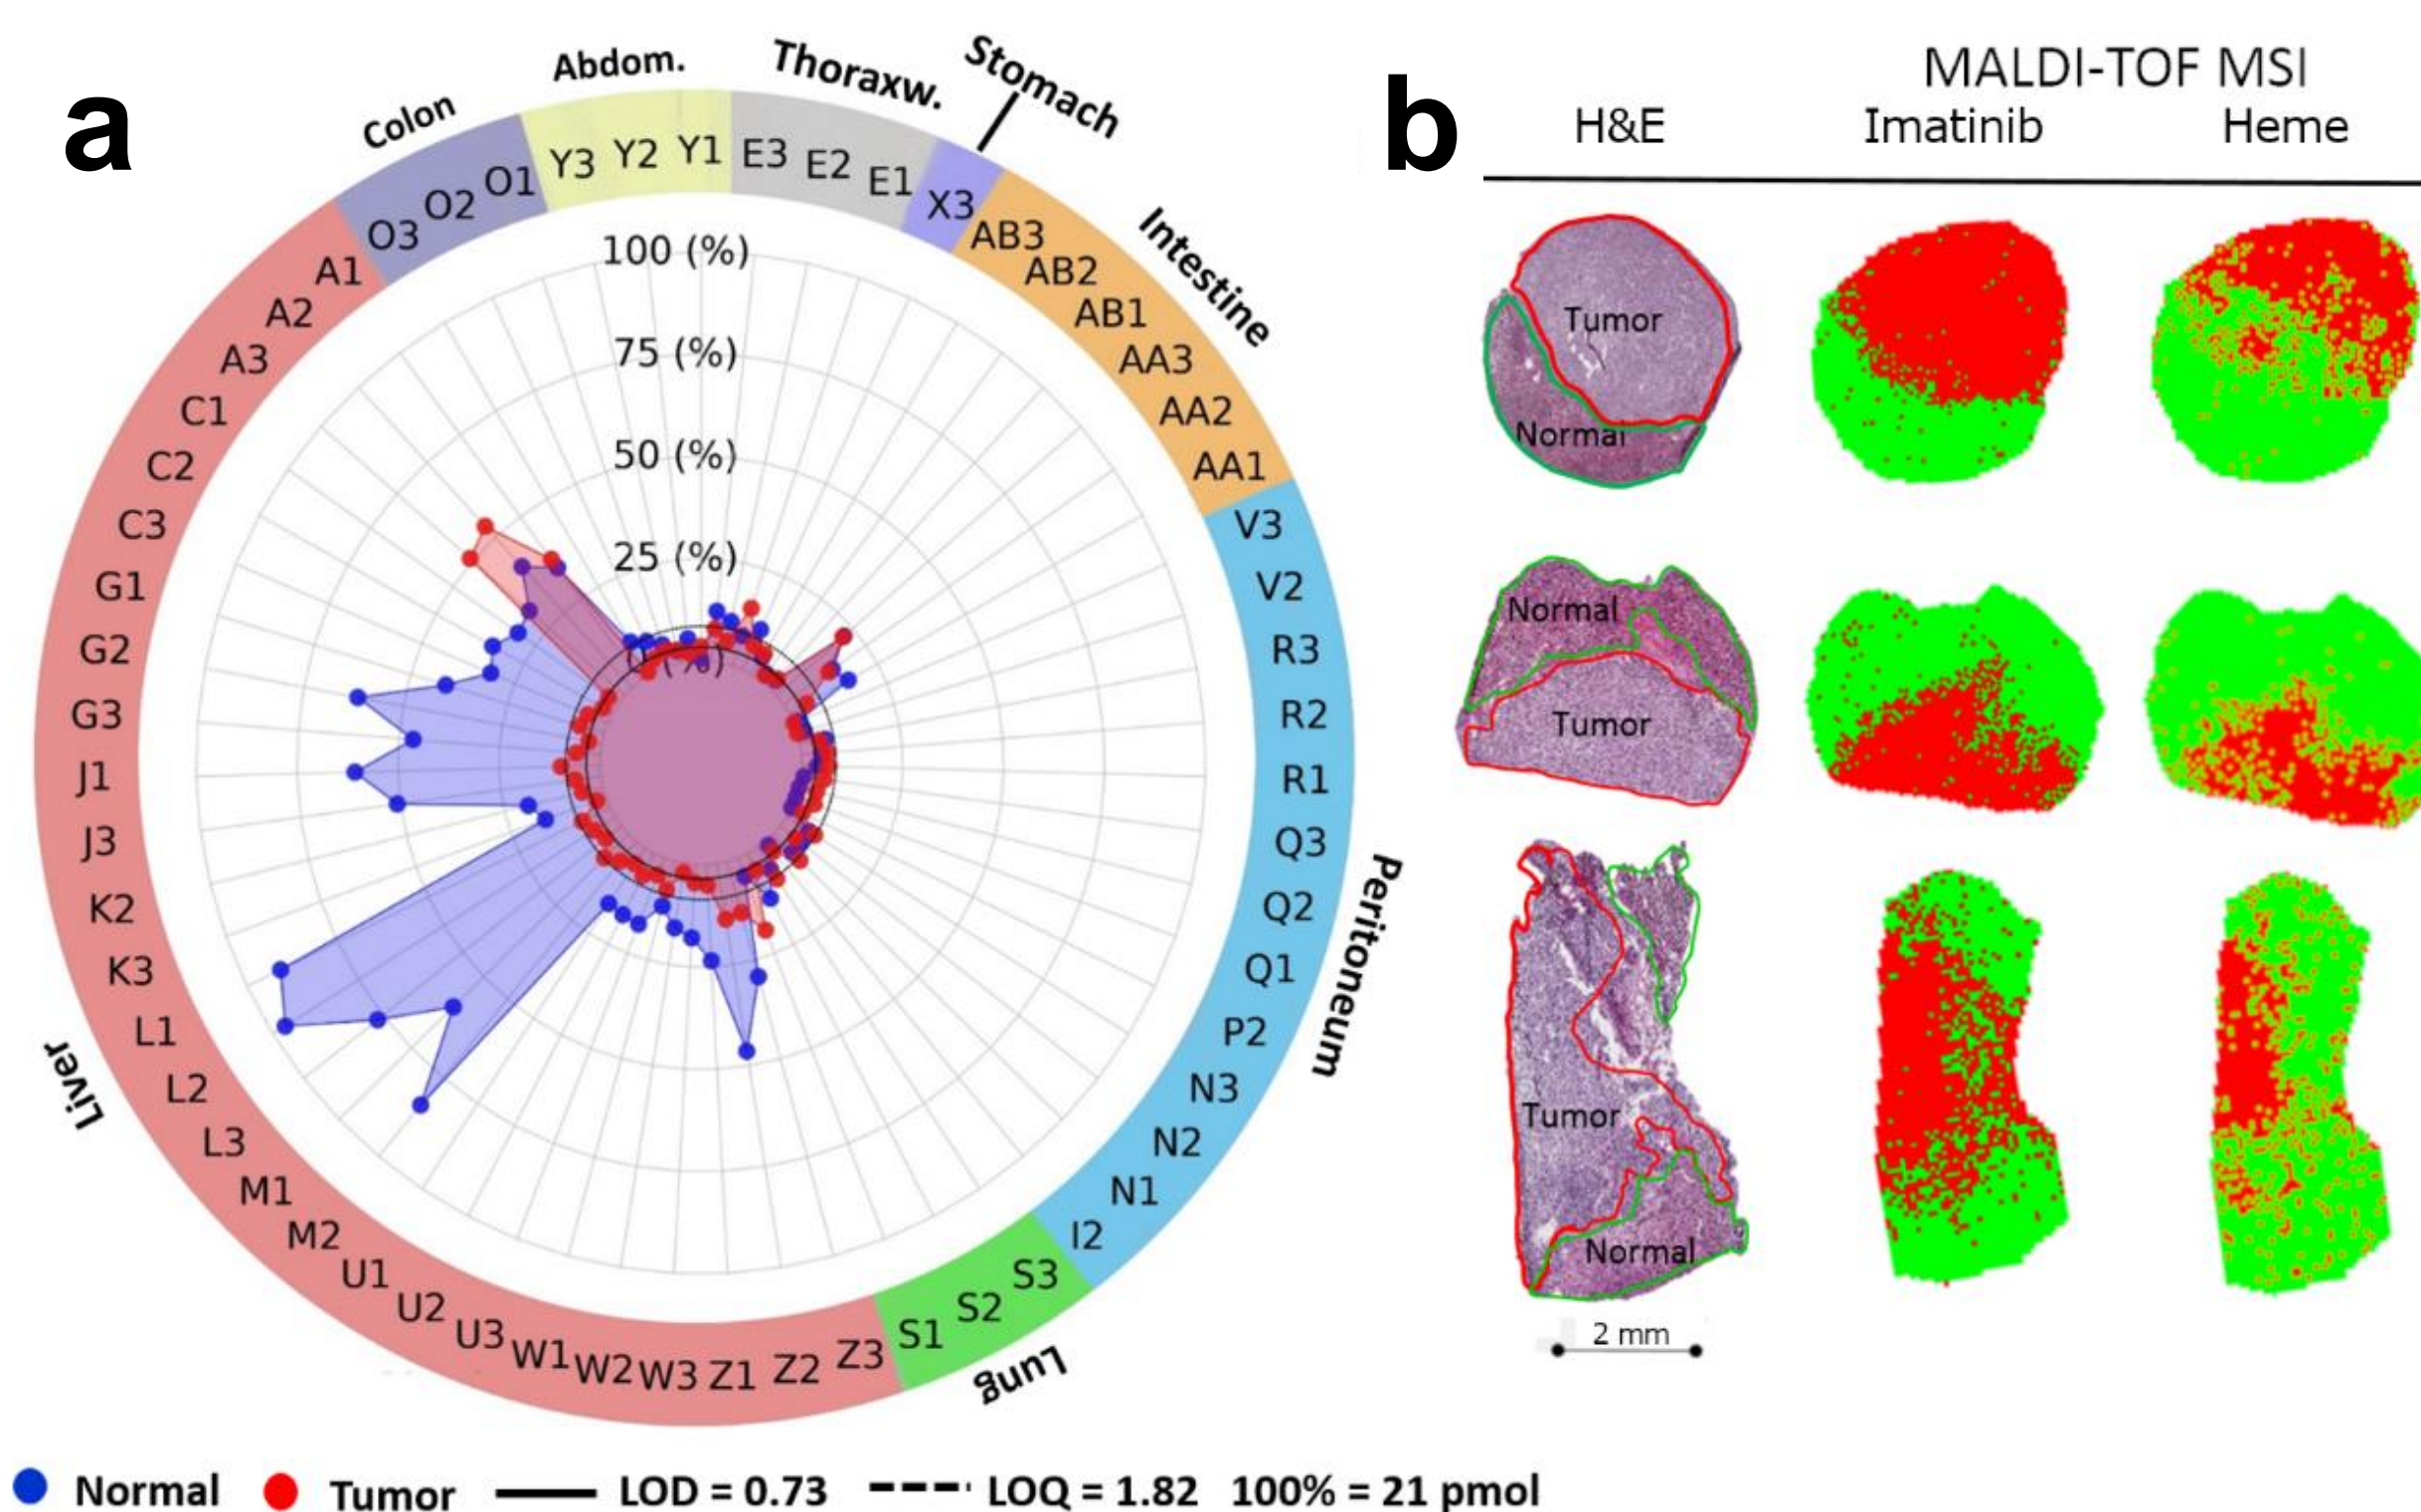 a
Colon
Abdom.
Thoraxw.
Stomach
Intestine
Peritoneum
Lung
Liver
O3
O2
O1
Y3
Y2
Y1
E3
E2
E1
X3
AB3
AB2
AB1
AA3
AA2
AA1
V3
V2
R3
R2
R1
Q3
Q2
Q1
P2
N3
N2
N1
I2
S3
S2
S1
Z3
Z2
Z1
W3
W2
W1
U3
U2
U1
M2
M1
L3
L2
L1
K3
K2
J3
J1
G3
G2
G1
C3
C2
C1
A3
A2
A1
100 (%)
75 (%)
50 (%)
25 (%)
0 (%)
Normal Tumor LOD = 0.73 LOQ = 1.82 100% = 21 pmol
b
MALDI-TOF MSI
H&E Imatinib Heme
Tumor
Normal
Normal
Tumor
Tumor
Normal
2 mm